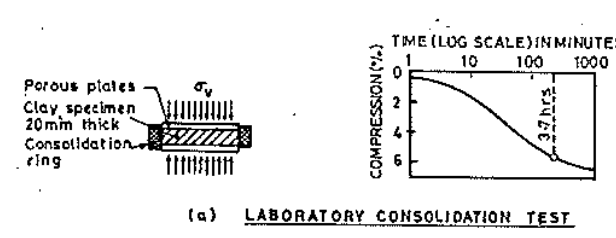 TIME (LOG SCALE) IN MINUTES
1 10 100 1000
COMPRESSION (%)
0
2
4
6
3·7 hrs
Porous plates
Clay specimen
20mm thick
Consolidation
ring
σv
(a) LABORATORY CONSOLIDATION TEST